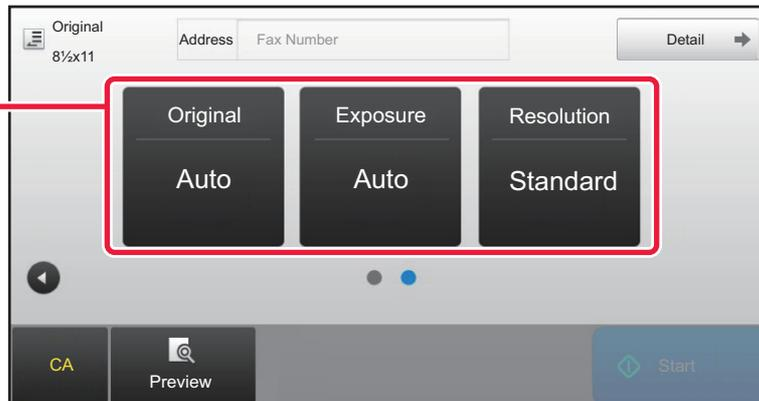 Original
8½x11
Address
Fax Number
Detail
Original
Exposure
Resolution
Auto
Auto
Standard
CA
Preview
Start